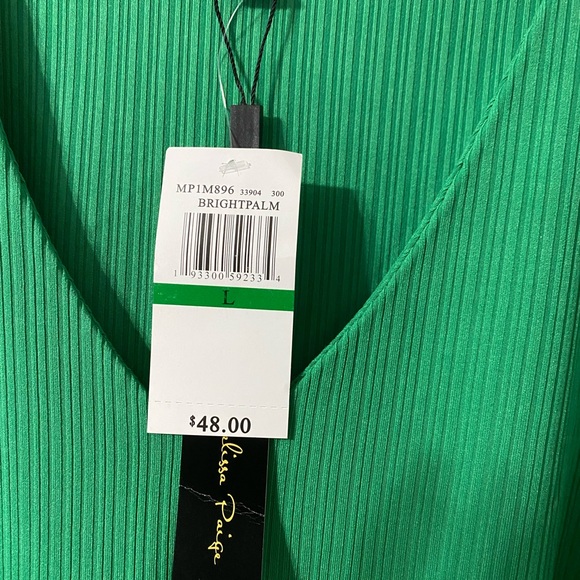 MP1M896 33904 300
BRIGHTPALM
1 93300 59233 4
L
$48.00
elissa Paige